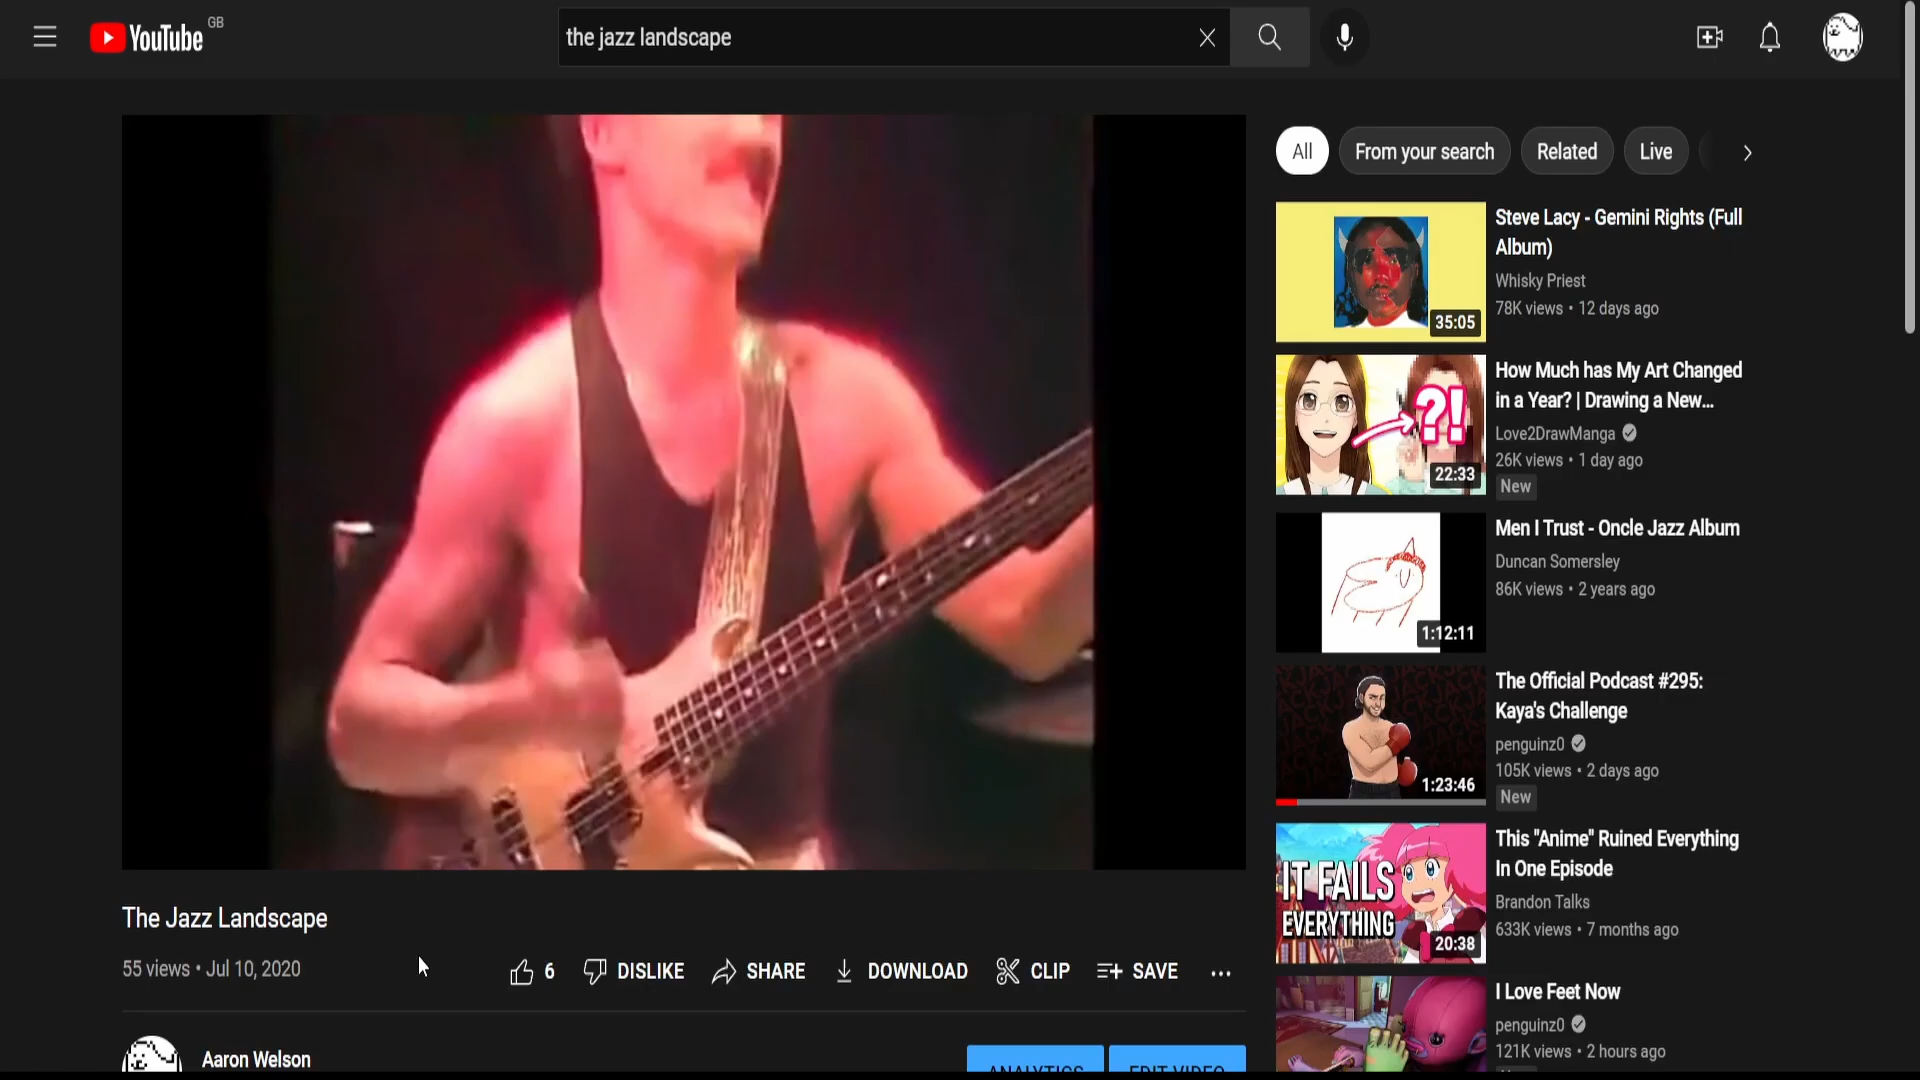 YouTube GB
the jazz landscape
All
From your search
Related
Live
Steve Lacy - Gemini Rights (Full
Album)
Whisky Priest
78K views • 12 days ago
35:05
How Much has My Art Changed
in a Year? | Drawing a New...
Love2DrawManga
26K views • 1 day ago
New
?!
22:33
Men I Trust - Oncle Jazz Album
Duncan Somersley
86K views • 2 years ago
1:12:11
The Official Podcast #295:
Kaya's Challenge
penguinz0
105K views • 2 days ago
New
1:23:46
This "Anime" Ruined Everything
In One Episode
Brandon Talks
633K views • 7 months ago
IT FAILS
EVERYTHING
20:38
I Love Feet Now
penguinz0
121K views • 2 hours ago
The Jazz Landscape
55 views • Jul 10, 2020
6
DISLIKE
SHARE
DOWNLOAD
CLIP
SAVE
...
Aaron Welson
ANALYTICS
EDIT VIDEO